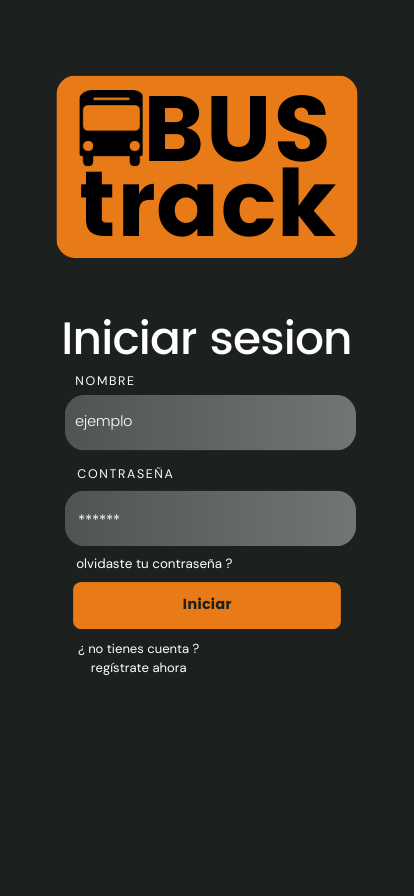 BUS
track
Iniciar sesion
NOMBRE
ejemplo
CONTRASEÑA
******
olvidaste tu contraseña ?
Iniciar
¿ no tienes cuenta ?
regístrate ahora